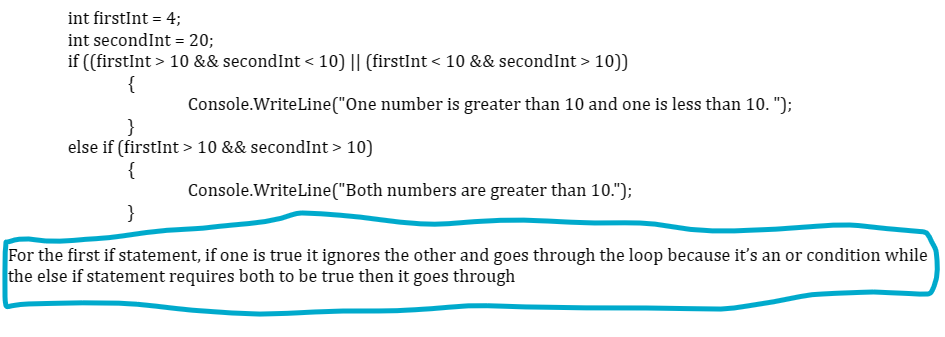 int firstInt = 4;
int secondInt = 20;
if ((firstInt > 10 && secondInt < 10) || (firstInt < 10 && secondInt > 10))
{
Console.WriteLine("One number is greater than 10 and one is less than 10. ");
}
else if (firstInt > 10 && secondInt > 10)
{
Console.WriteLine("Both numbers are greater than 10.");
}
For the first if statement, if one is true it ignores the other and goes through the loop because it’s an or condition while
the else if statement requires both to be true then it goes through